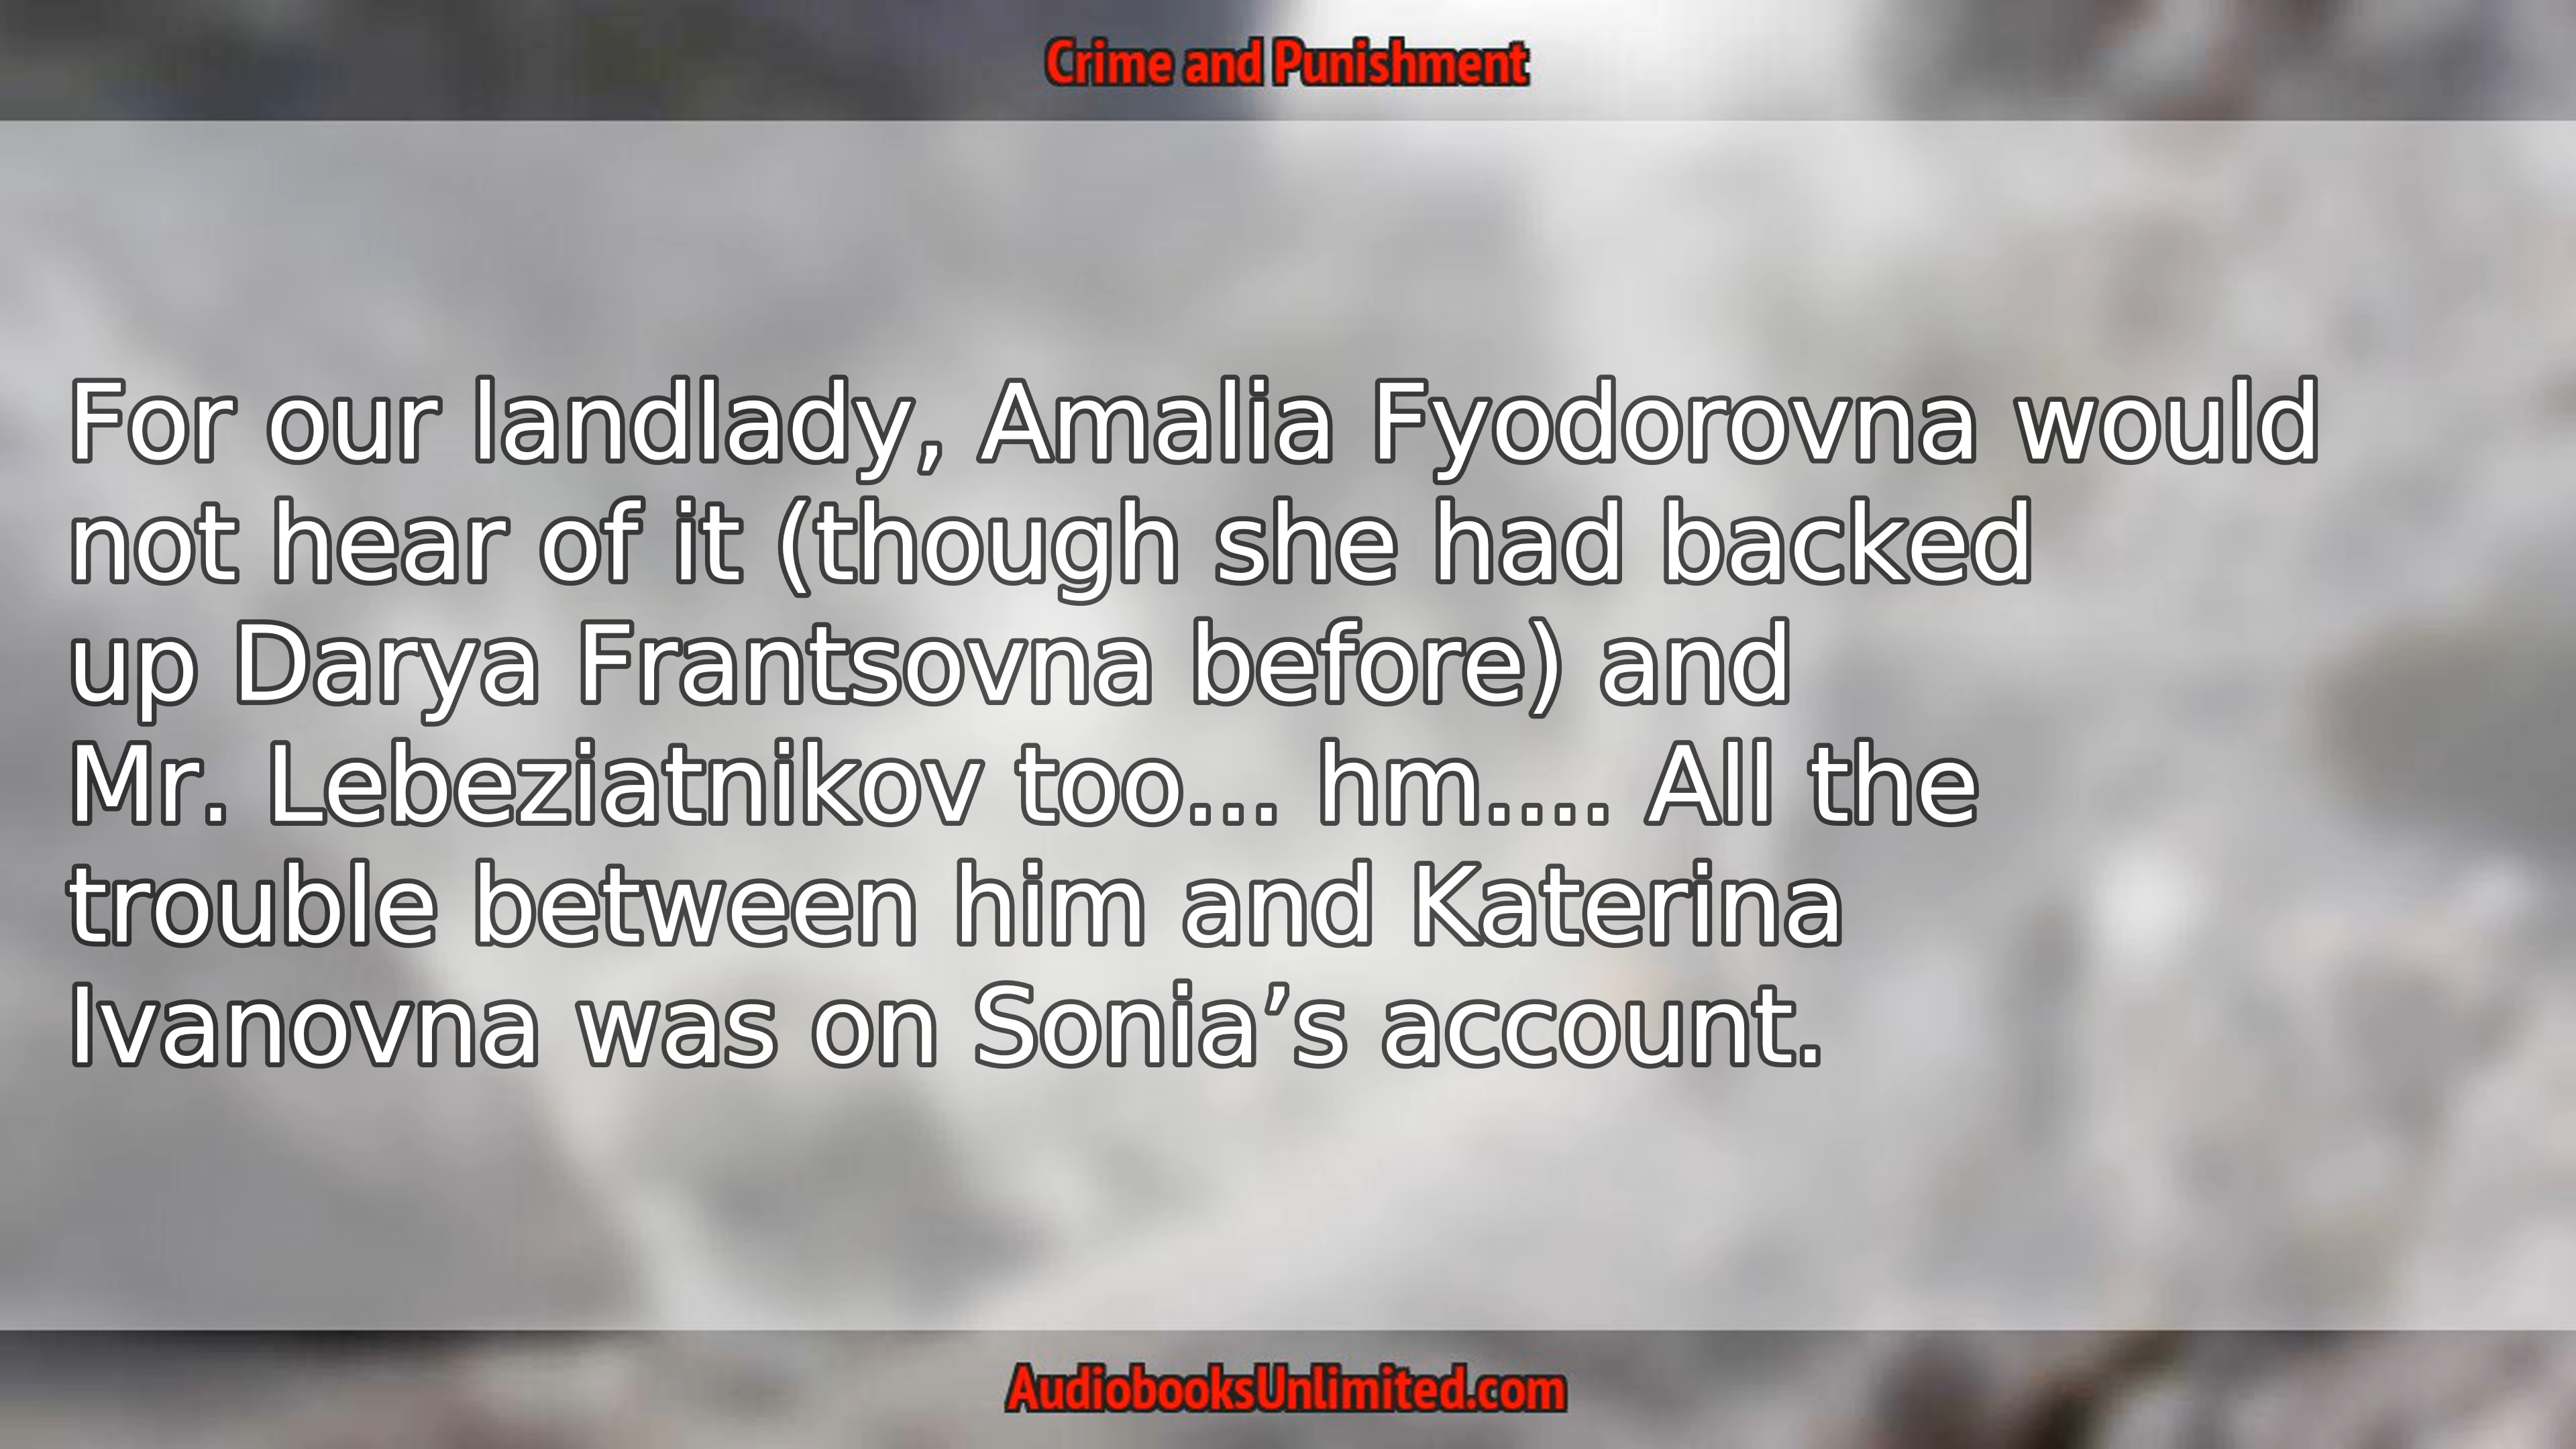 Crime and Punishment
For our landlady, Amalia Fyodorovna would
not hear of it (though she had backed
up Darya Frantsovna before) and
Mr. Lebeziatnikov too... hm.... All the
trouble between him and Katerina
Ivanovna was on Sonia’s account.
AudiobooksUnlimited.com